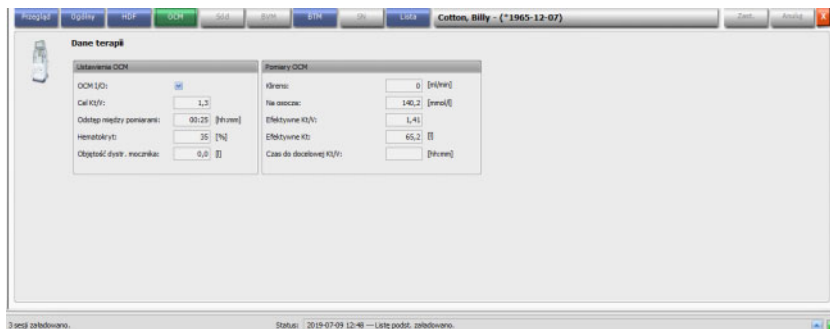 Przegląd Ogólny HDF OCM Sód BVM BTM SN Lista Cotton, Billy - (*1965-12-07) Zast. Anuluj X
Dane terapii
Ustawienia OCM Pomiary OCM
OCM I/O: Klirens: 0 [ml/min]
Cel Kt/V: 1,3 Na osocza: 140,2 [mmol/l]
Odstęp między pomiarami: 00:25 [hh:mm] Efektywne Kt/V: 1,41
Hematokryt: 35 [%] Efektywne Kt: 65,2 [l]
Objętość dystr. mocznika: 0,0 [l] Czas do docelowej Kt/V: [hh:mm]
3 sesji załadowano. Status: 2019-07-09 12:48 --- Listę podst. załadowano.